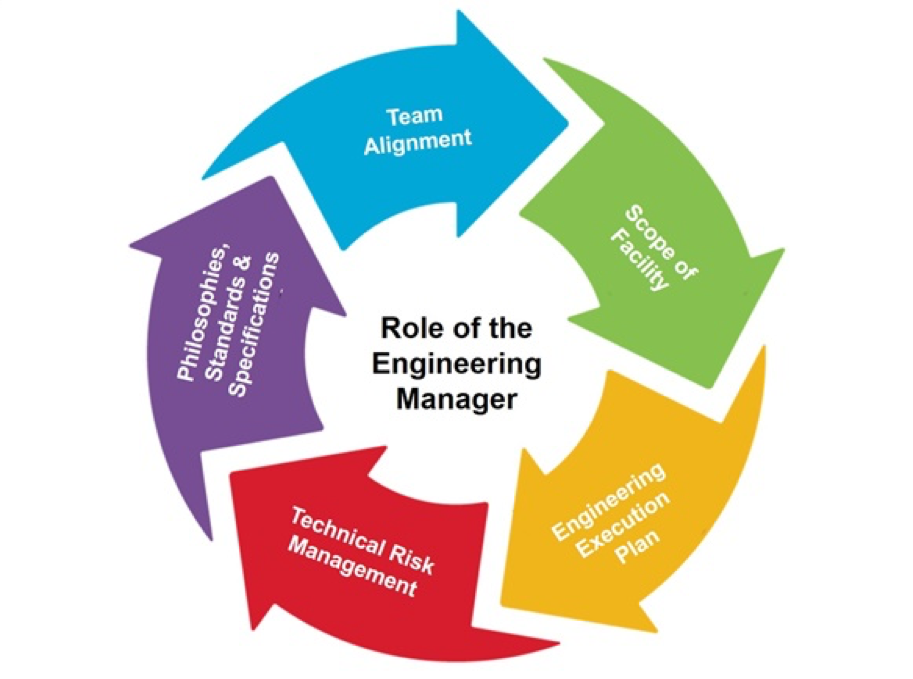 Team
Alignment
Scope of
Facility
Engineering
Execution
Plan
Technical Risk
Management
Philosophies,
Standards &
Specifications
Role of the
Engineering
Manager